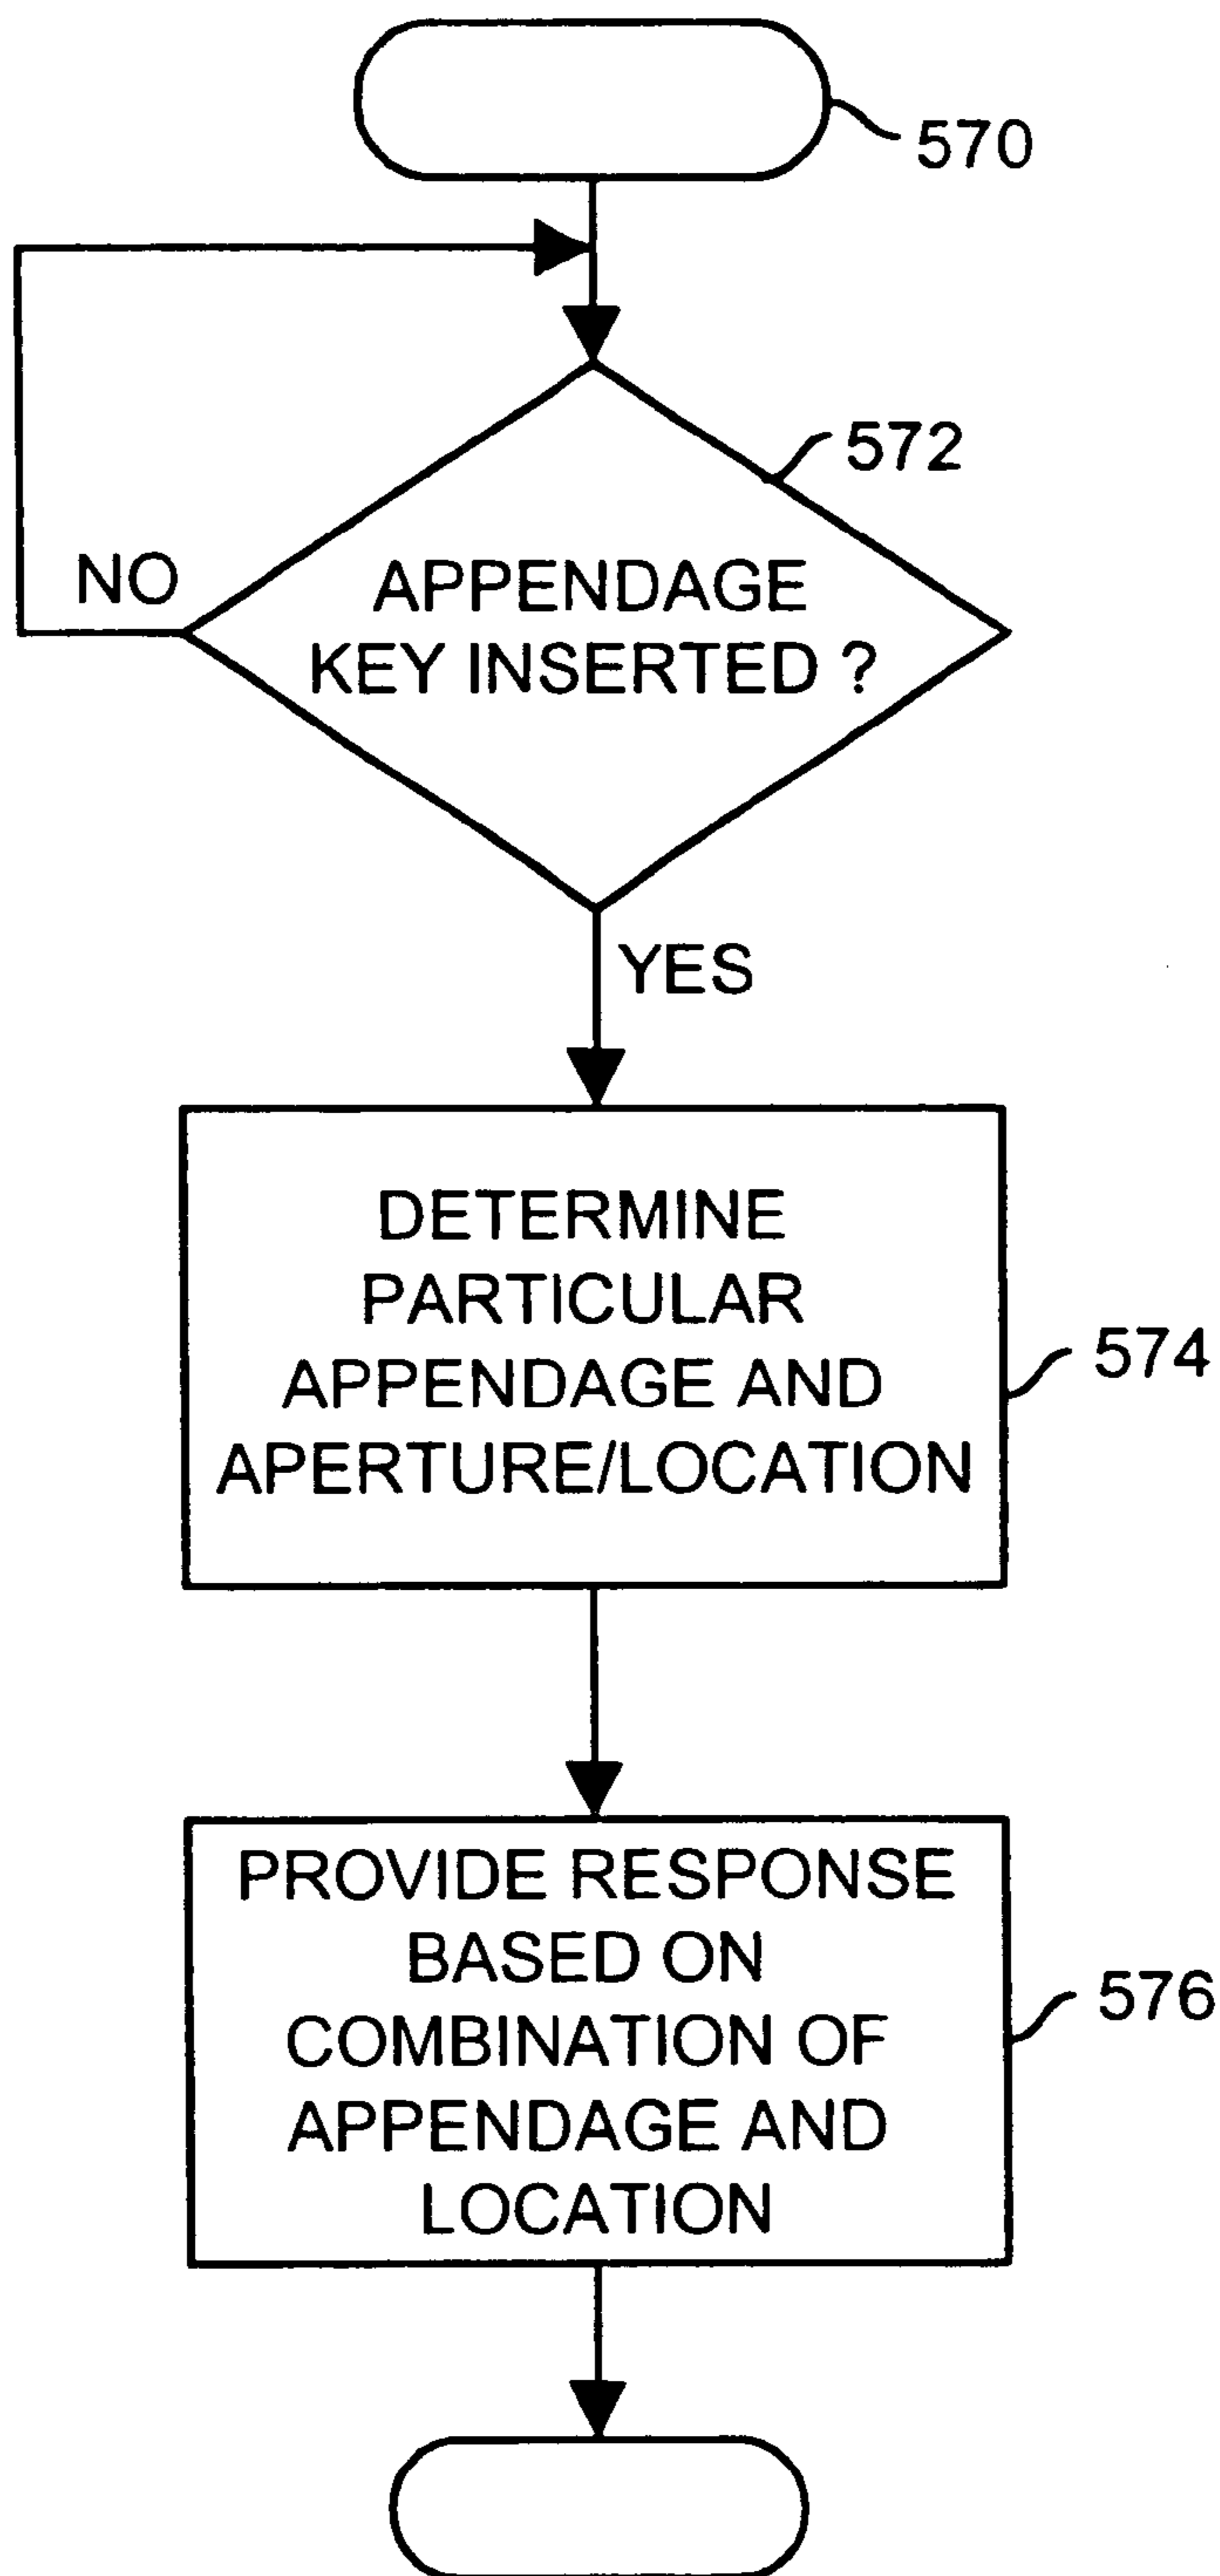 570
572
NO
APPENDAGE
KEY INSERTED ?
YES
DETERMINE
PARTICULAR
APPENDAGE AND
APERTURE/LOCATION
574
PROVIDE RESPONSE
BASED ON
COMBINATION OF
APPENDAGE AND
LOCATION
576